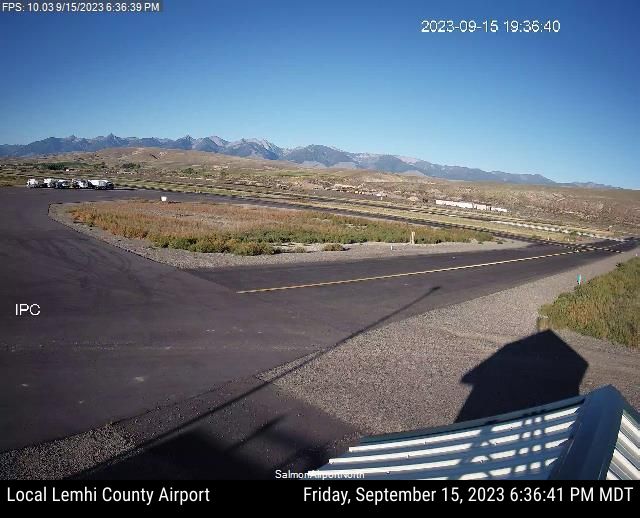 FPS: 10.03 9/15/2023 6:36:39 PM
2023-09-15 19:36:40
IPC
SalmonAirportNorth
Local Lemhi County Airport
Friday, September 15, 2023 6:36:41 PM MDT